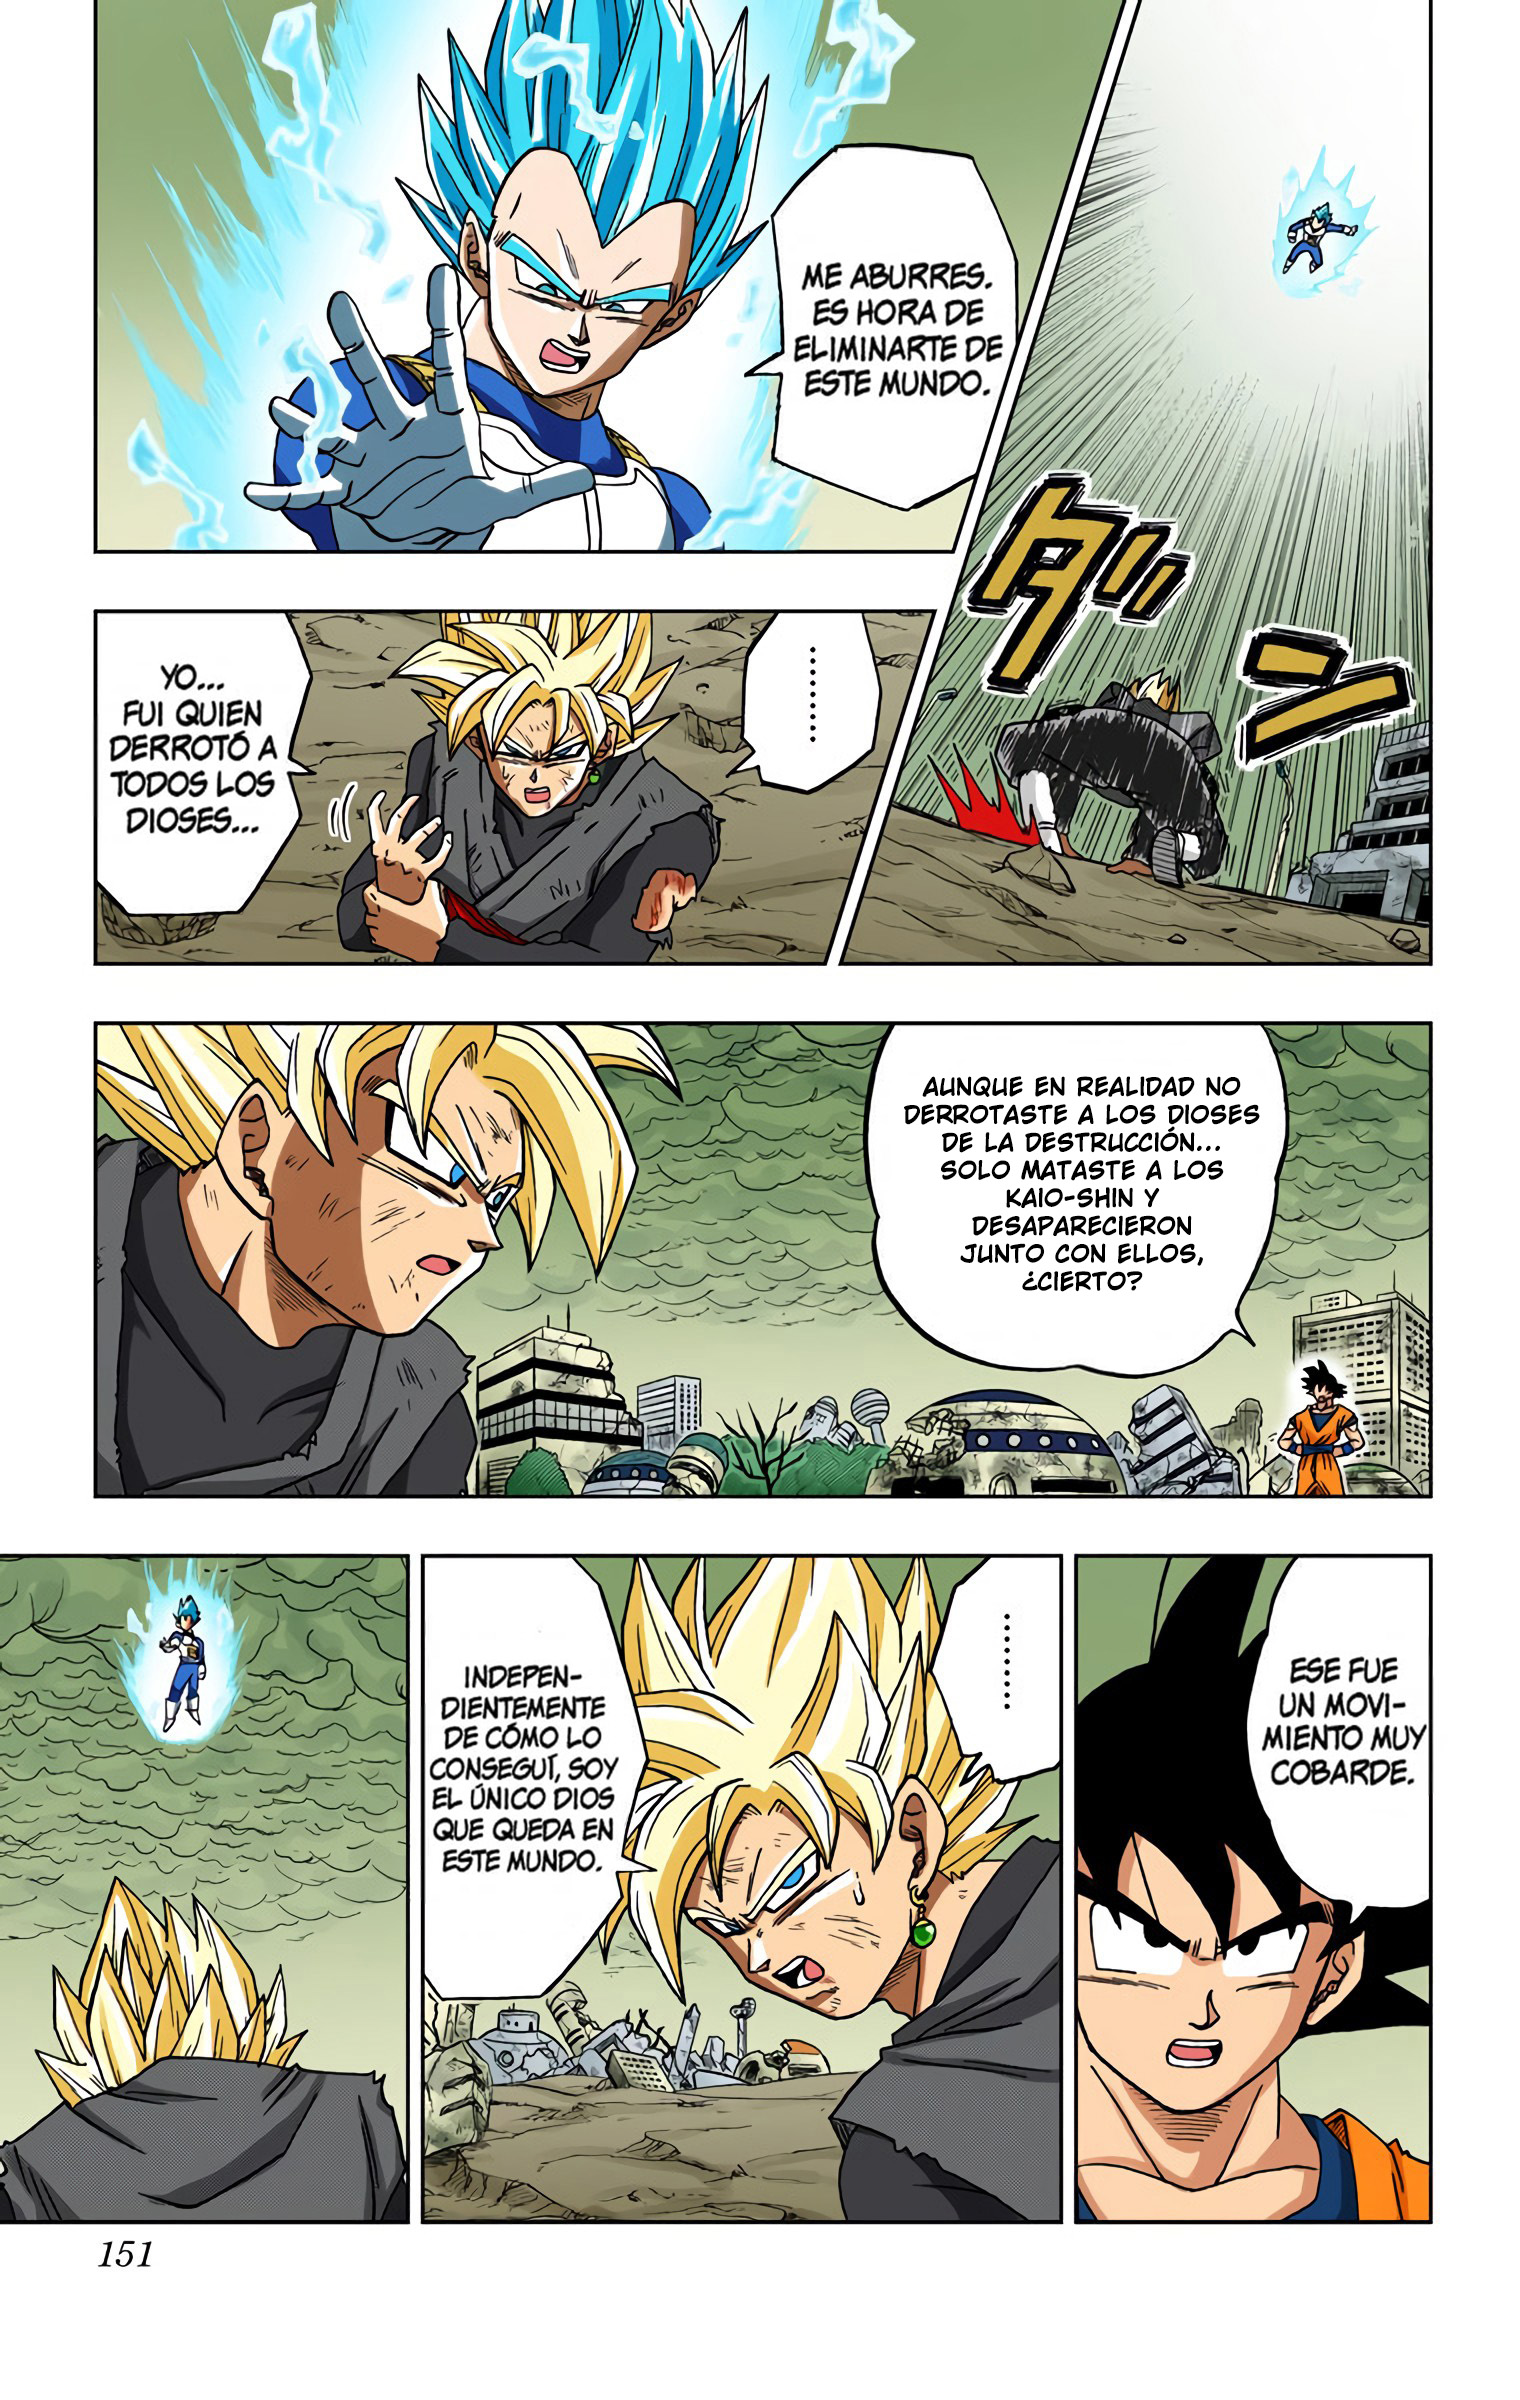 ダンッ
ME ABURRES.
ES HORA DE
ELIMINARTE DE
ESTE MUNDO.
........
YO...
FUI QUIEN
DERROTÓ A
TODOS LOS
DIOSES...
AUNQUE EN REALIDAD NO
DERROTASTE A LOS DIOSES
DE LA DESTRUCCIÓN...
SOLO MATASTE A LOS
KAIO-SHIN Y
DESAPARECIERON
JUNTO CON ELLOS,
¿CIERTO?
ESE FUE
UN MOVI-
MIENTO MUY
COBARDE.
........
INDEPEN-
DIENTEMENTE
DE CÓMO LO
CONSEGUÍ, SOY
EL ÚNICO DIOS
QUE QUEDA EN
ESTE MUNDO.
151